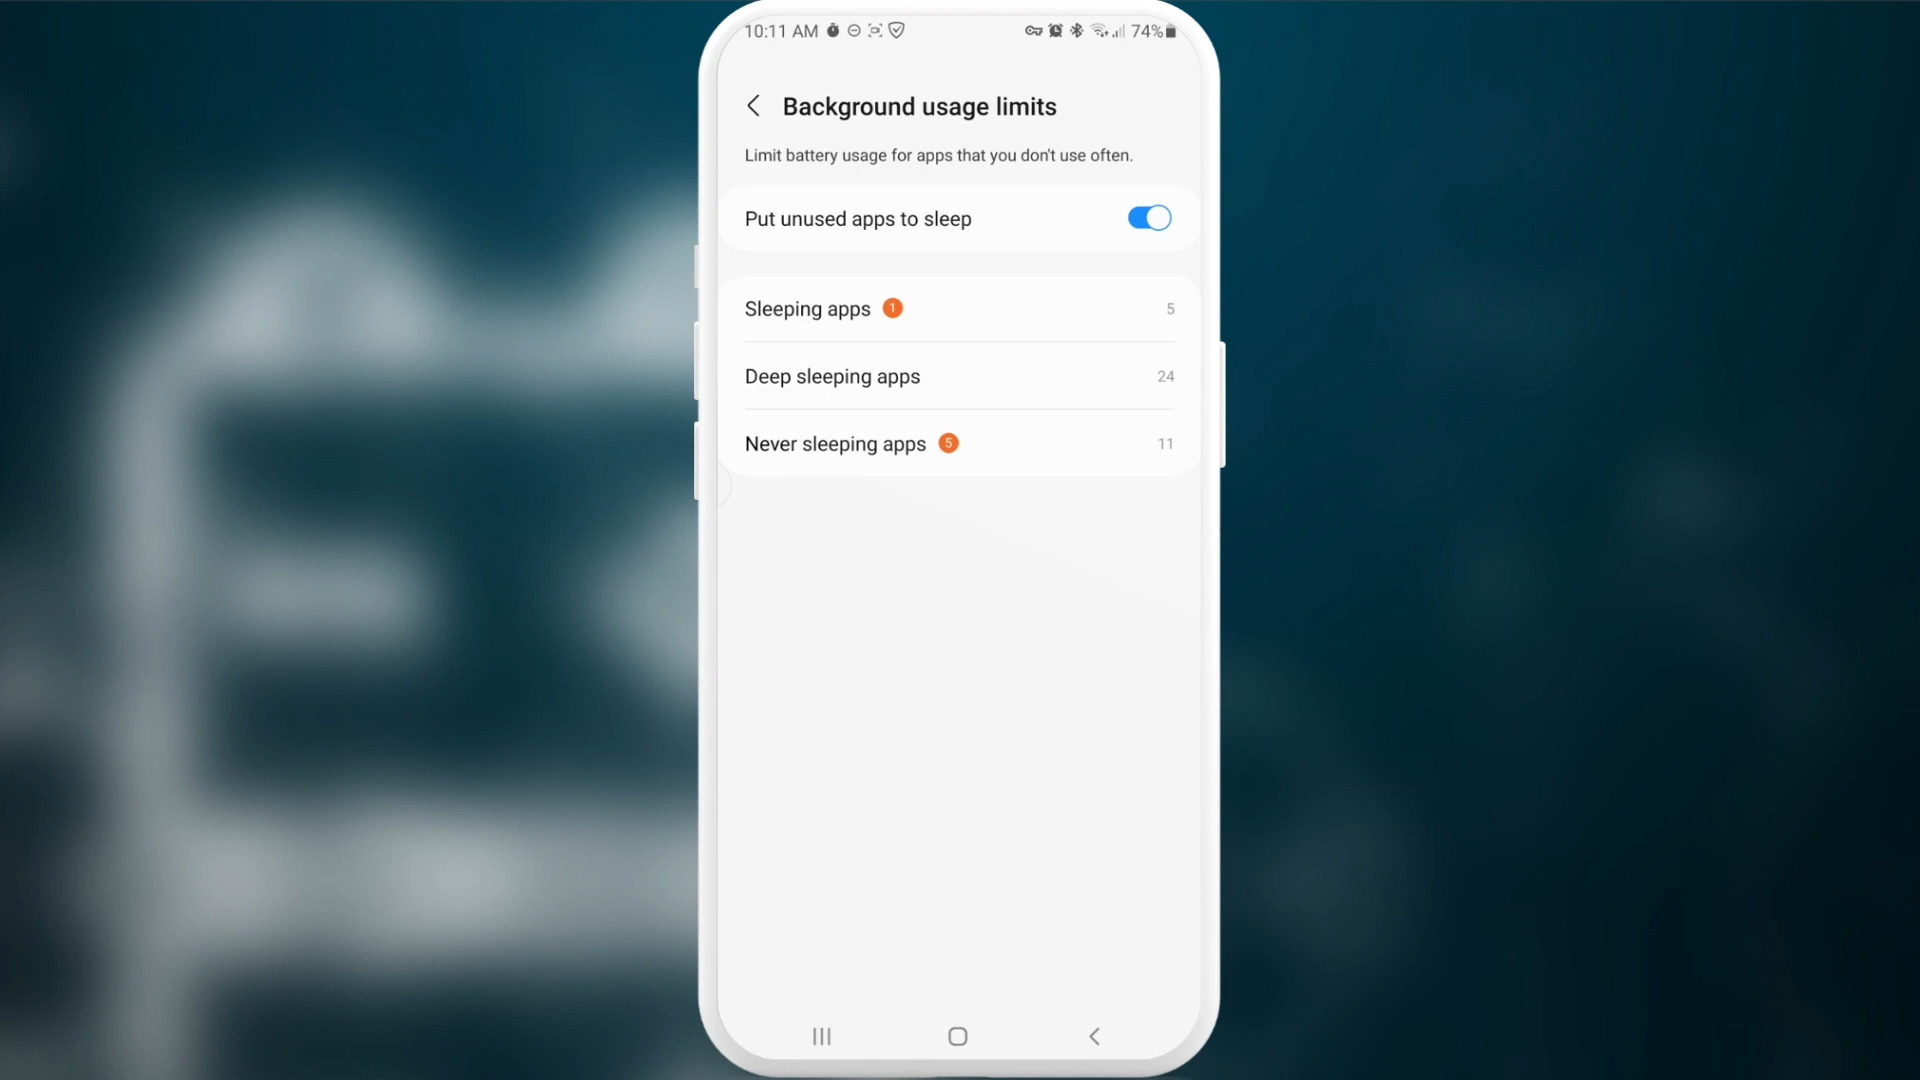 10:11 AM 74%
Background usage limits
Limit battery usage for apps that you don't use often.
Put unused apps to sleep
Sleeping apps 1 5
Deep sleeping apps 24
Never sleeping apps 5 11